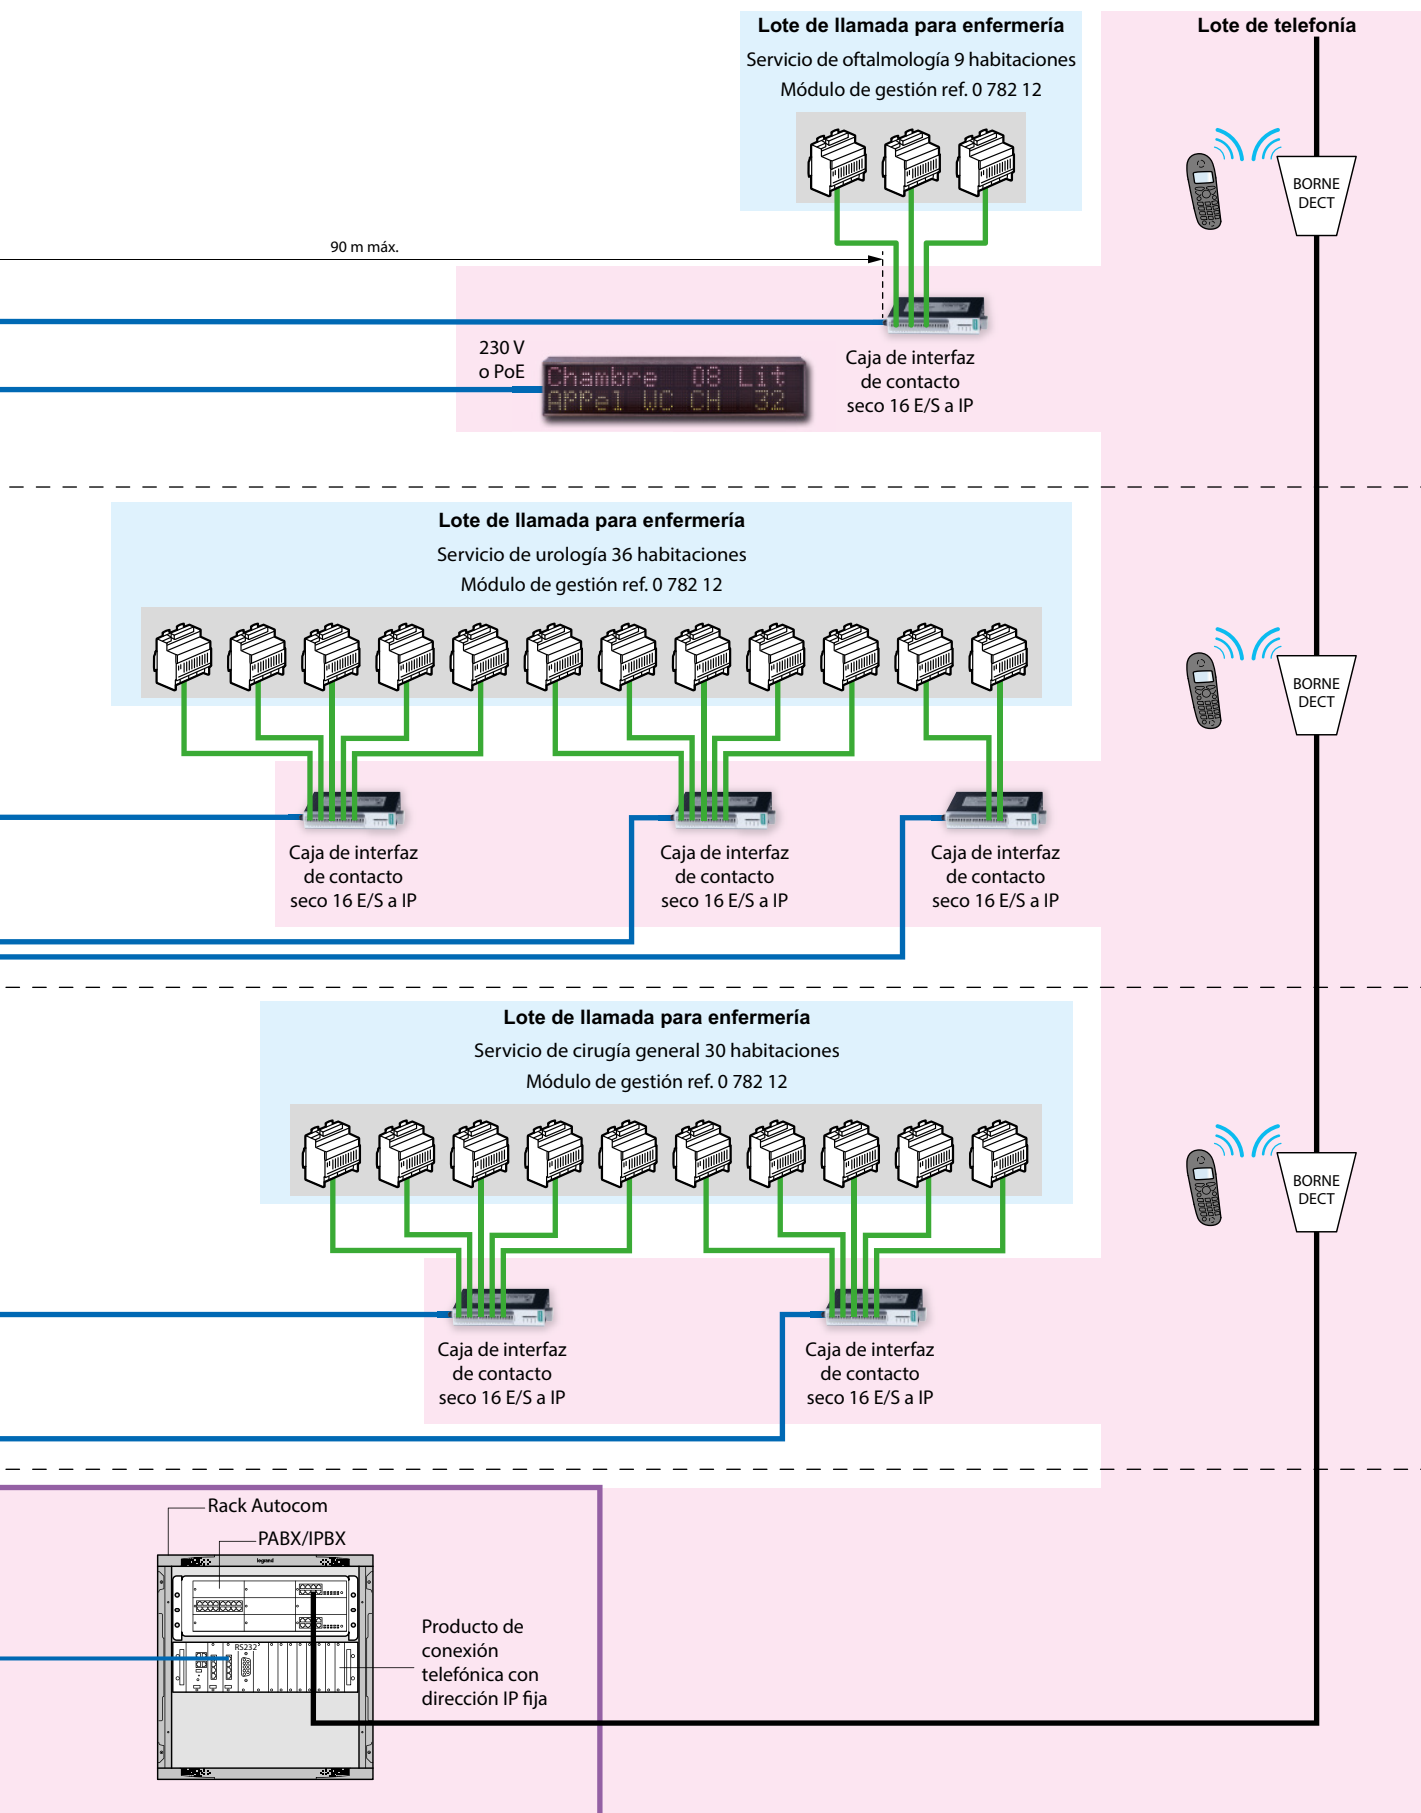 Lote de llamada para enfermería
Servicio de oftalmología 9 habitaciones
Módulo de gestión ref. 0 782 12
Lote de telefonía
BORNE
DECT
90 m máx.
230 V
o PoE
Chambre 08 Lit
APPel WC CH 32
Caja de interfaz
de contacto
seco 16 E/S a IP
Lote de llamada para enfermería
Servicio de urología 36 habitaciones
Módulo de gestión ref. 0 782 12
BORNE
DECT
Caja de interfaz
de contacto
seco 16 E/S a IP
Caja de interfaz
de contacto
seco 16 E/S a IP
Caja de interfaz
de contacto
seco 16 E/S a IP
Lote de llamada para enfermería
Servicio de cirugía general 30 habitaciones
Módulo de gestión ref. 0 782 12
BORNE
DECT
Caja de interfaz
de contacto
seco 16 E/S a IP
Caja de interfaz
de contacto
seco 16 E/S a IP
Rack Autocom
PABX/IPBX
legrand
RS232
Producto de
conexión
telefónica con
dirección IP fija